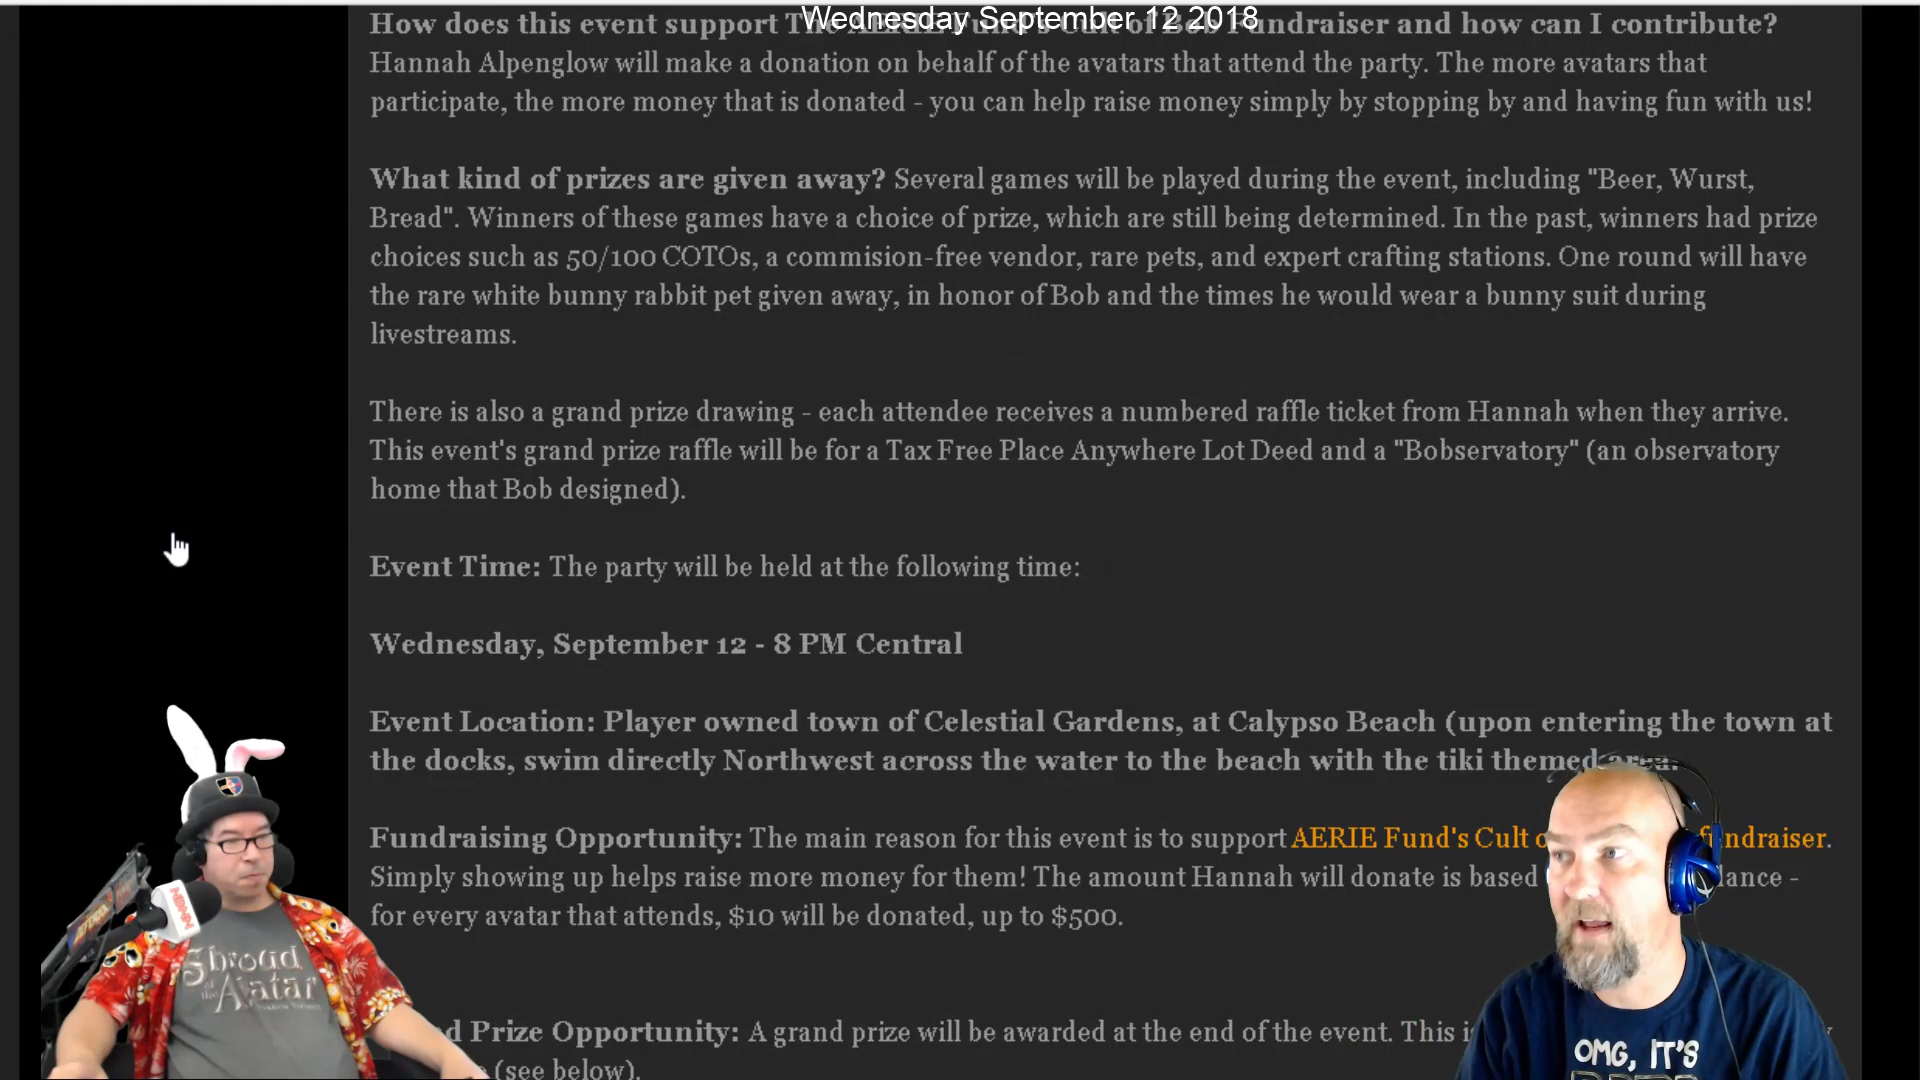 Wednesday September 12 2018
How does this event support The AERIE Fund's Cult of Bob Fundraiser and how can I contribute?
Hannah Alpenglow will make a donation on behalf of the avatars that attend the party. The more avatars that
participate, the more money that is donated - you can help raise money simply by stopping by and having fun with us!
What kind of prizes are given away? Several games will be played during the event, including "Beer, Wurst,
Bread". Winners of these games have a choice of prize, which are still being determined. In the past, winners had prize
choices such as 50/100 COTOs, a commision-free vendor, rare pets, and expert crafting stations. One round will have
the rare white bunny rabbit pet given away, in honor of Bob and the times he would wear a bunny suit during
livestreams.
There is also a grand prize drawing - each attendee receives a numbered raffle ticket from Hannah when they arrive.
This event's grand prize raffle will be for a Tax Free Place Anywhere Lot Deed and a "Bobservatory" (an observatory
home that Bob designed).
Event Time: The party will be held at the following time:
Wednesday, September 12 - 8 PM Central
Event Location: Player owned town of Celestial Gardens, at Calypso Beach (upon entering the town at
the docks, swim directly Northwest across the water to the beach with the tiki themed area.
Fundraising Opportunity: The main reason for this event is to support AERIE Fund's Cult fundraiser.
Simply showing up helps raise more money for them! The amount Hannah will donate is based
for every avatar that attends, $10 will be donated, up to $500.
Prize Opportunity: A grand prize will be awarded at the end of the event. This
(see below).
Shroud
of the Avatar
OMG, IT'S